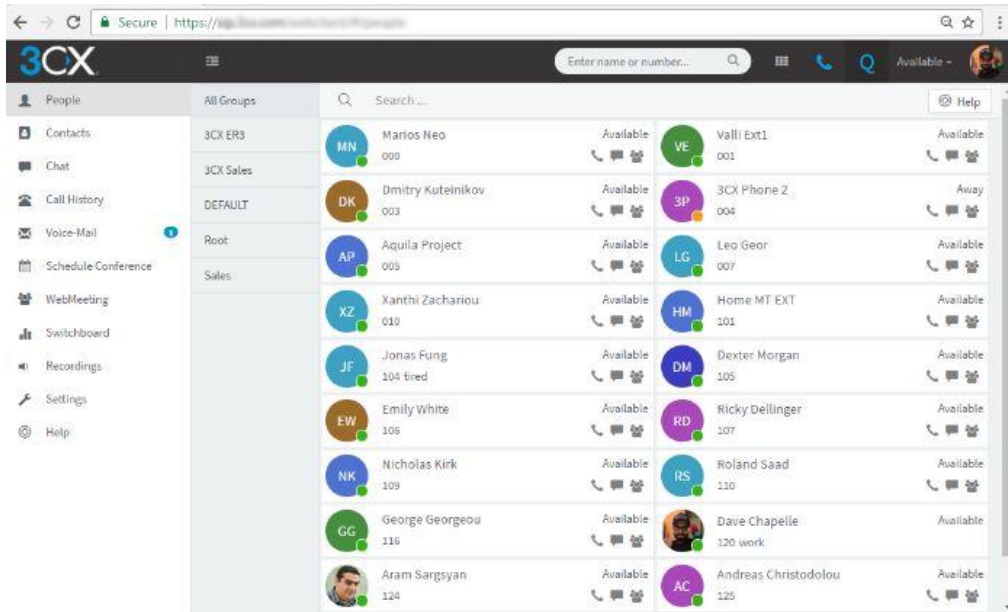 Secure | https://
3CX
Enter name or number...
Q
Available
People
Contacts
Chat
Call History
Voice-Mail
Schedule Conference
WebMeeting
Switchboard
Recordings
Settings
Help
All Groups
3CX ER3
3CX Sales
DEFAULT
Root
Sales
Search ...
Help
MN
Marios Neo
Available
000
VE
Valli Ext1
Available
001
DK
Dmitry Kuteinikov
Available
003
3P
3CX Phone 2
Away
004
AP
Aquila Project
Available
005
LG
Leo Geor
Available
007
XZ
Xanthi Zachariou
Available
010
HM
Home MT EXT
Available
101
JF
Jonas Fung
Available
104 tired
DM
Dexter Morgan
Available
105
EW
Emily White
Available
106
RD
Ricky Dellinger
Available
107
NK
Nicholas Kirk
Available
109
RS
Roland Saad
Available
110
GG
George Georgeou
Available
116
Dave Chapelle
Available
120 work
Aram Sargsyan
Available
124
AC
Andreas Christodolou
Available
125